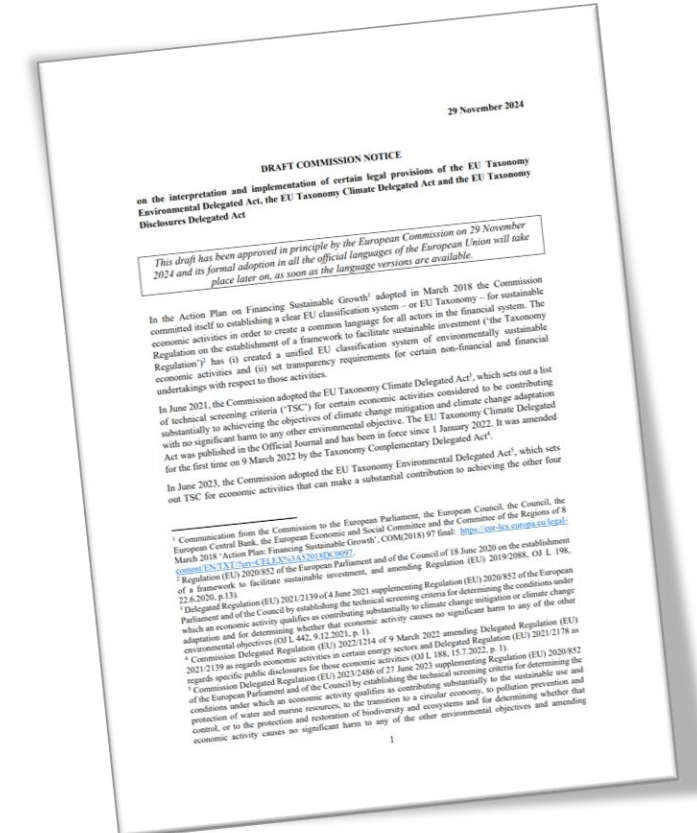 29 November 2024
DRAFT COMMISSION NOTICE
on the interpretation and implementation of certain legal provisions of the EU Taxonomy
Environmental Delegated Act, the EU Taxonomy Climate Delegated Act and the EU Taxonomy
Disclosures Delegated Act
This draft has been approved in principle by the European Commission on 29 November
2024 and its formal adoption in all the official languages of the European Union will take
place later on, as soon as the language versions are available.
In the Action Plan on Financing Sustainable Growth¹ adopted in March 2018 the Commission
committed itself to establishing a clear EU classification system – or EU Taxonomy – for sustainable
economic activities in order to create a common language for all actors in the financial system. The
Regulation on the establishment of a framework to facilitate sustainable investment ('the Taxonomy
Regulation')² has (i) created a unified EU classification system of environmentally sustainable
economic activities and (ii) set transparency requirements for certain non-financial and financial
undertakings with respect to those activities.
In June 2021, the Commission adopted the EU Taxonomy Climate Delegated Act³, which sets out a list
of technical screening criteria ('TSC') for certain economic activities considered to be contributing
substantially to achieving the objectives of climate change mitigation and climate change adaptation
with no significant harm to any other environmental objective. The EU Taxonomy Climate Delegated
Act was published in the Official Journal and has been in force since 1 January 2022. It was amended
for the first time on 9 March 2022 by the Taxonomy Complementary Delegated Act⁴.
In June 2023, the Commission adopted the EU Taxonomy Environmental Delegated Act⁵, which sets
out TSC for economic activities that can make a substantial contribution to achieving the other four
¹ Communication from the Commission to the European Parliament, the European Council, the Council, the
European Central Bank, the European Economic and Social Committee and the Committee of the Regions of 8
March 2018 'Action Plan: Financing Sustainable Growth', COM(2018) 97 final: https://eur-lex.europa.eu/legal-
content/EN/TXT/?uri=CELEX%3A52018DC0097.
² Regulation (EU) 2020/852 of the European Parliament and of the Council of 18 June 2020 on the establishment
of a framework to facilitate sustainable investment, and amending Regulation (EU) 2019/2088, OJ L 198,
22.6.2020, p.13).
³ Delegated Regulation (EU) 2021/2139 of 4 June 2021 supplementing Regulation (EU) 2020/852 of the European
Parliament and of the Council by establishing the technical screening criteria for determining the conditions under
which an economic activity qualifies as contributing substantially to climate change mitigation or climate change
adaptation and for determining whether that economic activity causes no significant harm to any of the other
environmental objectives (OJ L 442, 9.12.2021, p. 1).
⁴ Commission Delegated Regulation (EU) 2022/1214 of 9 March 2022 amending Delegated Regulation (EU)
2021/2139 as regards economic activities in certain energy sectors and Delegated Regulation (EU) 2021/2178 as
regards specific public disclosures for those economic activities (OJ L 188, 15.7.2022, p. 1).
⁵ Commission Delegated Regulation (EU) 2023/2486 of 27 June 2023 supplementing Regulation (EU) 2020/852
of the European Parliament and of the Council by establishing the technical screening criteria for determining the
conditions under which an economic activity qualifies as contributing substantially to the sustainable use and
protection of water and marine resources, to the transition to a circular economy, to pollution prevention and
control, or to the protection and restoration of biodiversity and ecosystems and for determining whether that
economic activity causes no significant harm to any of the other environmental objectives and amending
1